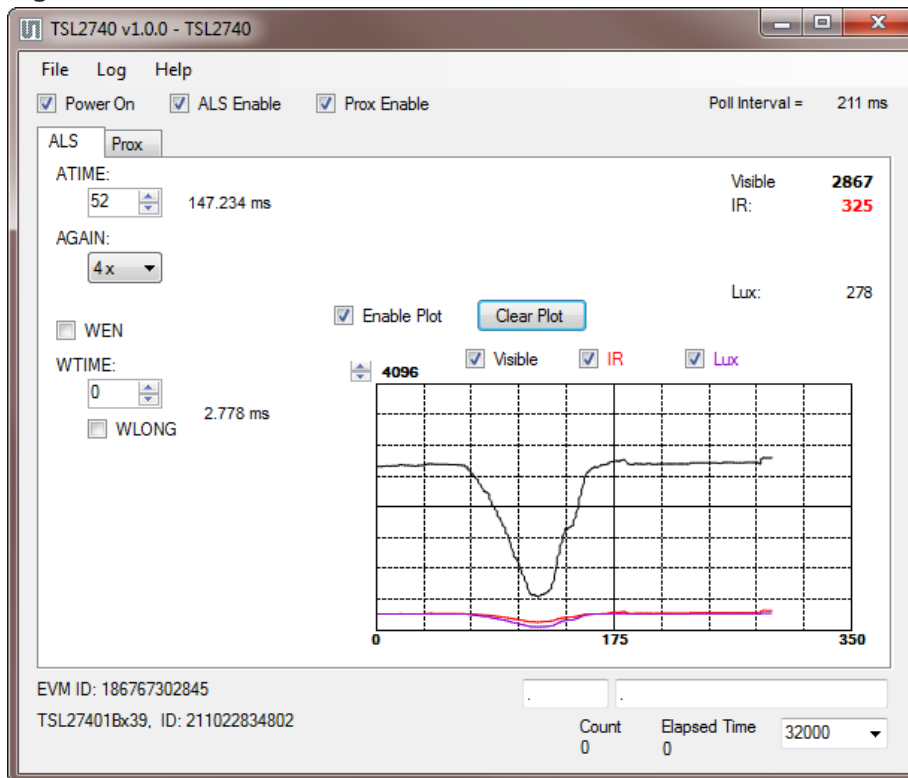 TSL2740 v1.0.0 - TSL2740
File Log Help
Power On ALS Enable Prox Enable Poll Interval = 211 ms
ALS Prox
ATIME:
52 147.234 ms
Visible 2867
IR: 325
AGAIN:
4x
Lux: 278
Enable Plot Clear Plot
WEN
Visible IR Lux
WTIME:
4096
0
2.778 ms
WLONG
0 175 350
EVM ID: 186767302845
. .
TSL27401Bx39, ID: 211022834802
Count Elapsed Time 32000
0 0